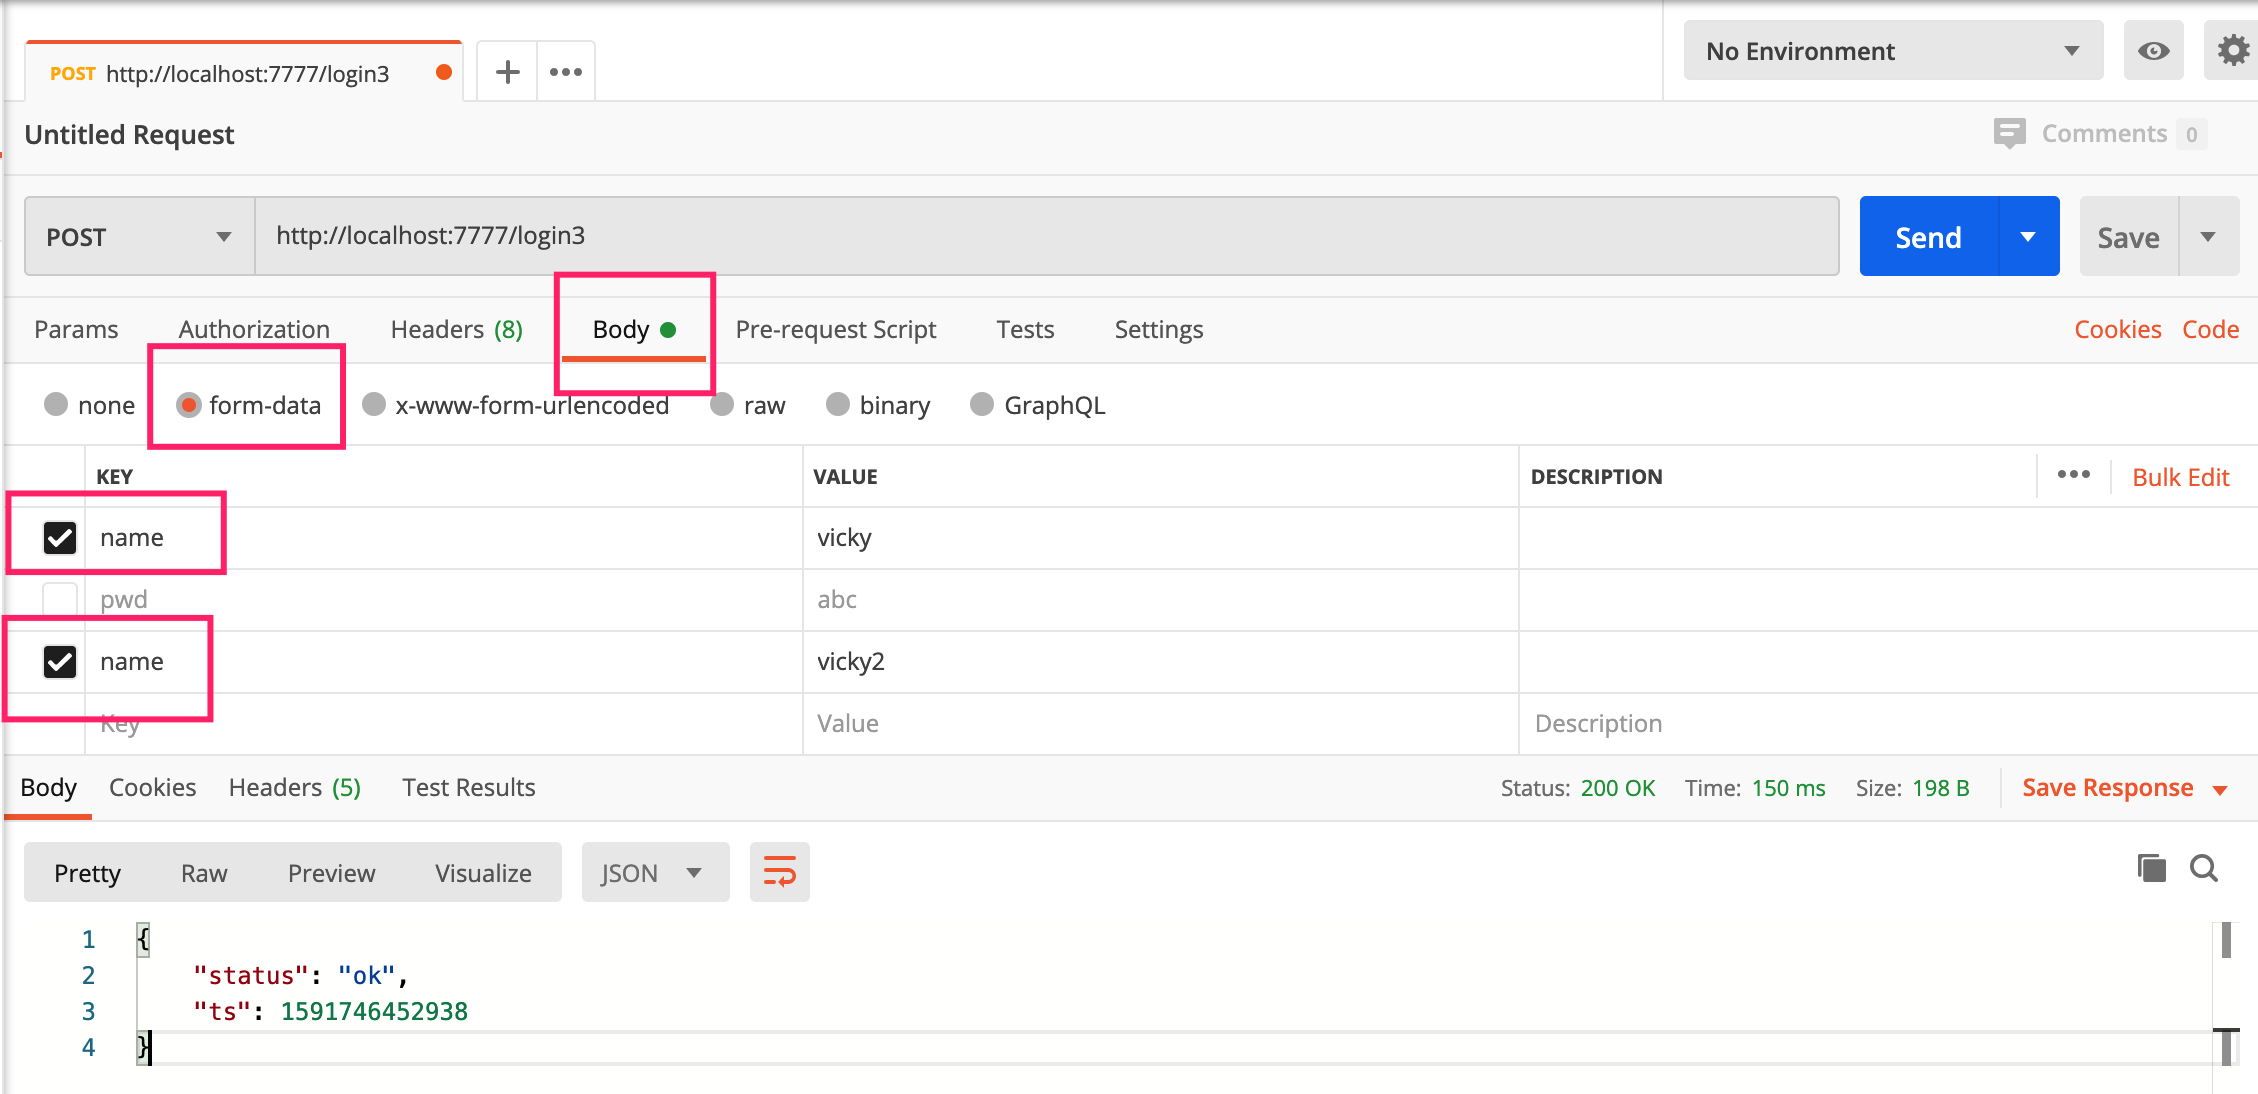 POST http://localhost:7777/login3
No Environment
Untitled Request
Comments 0
POST http://localhost:7777/login3 Send Save
Params Authorization Headers (8) Body Pre-request Script Tests Settings Cookies Code
none form-data x-www-form-urlencoded raw binary GraphQL
KEY VALUE DESCRIPTION Bulk Edit
name vicky
pwd abc
name vicky2
Key Value Description
Body Cookies Headers (5) Test Results Status: 200 OK Time: 150 ms Size: 198 B Save Response
Pretty Raw Preview Visualize JSON
1 {
2 "status": "ok",
3 "ts": 1591746452938
4 }